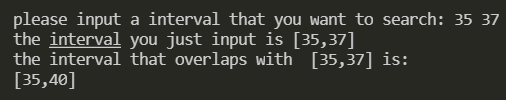 please input a interval that you want to search: 35 37
the interval you just input is [35,37]
the interval that overlaps with  [35,37] is:
[35,40]